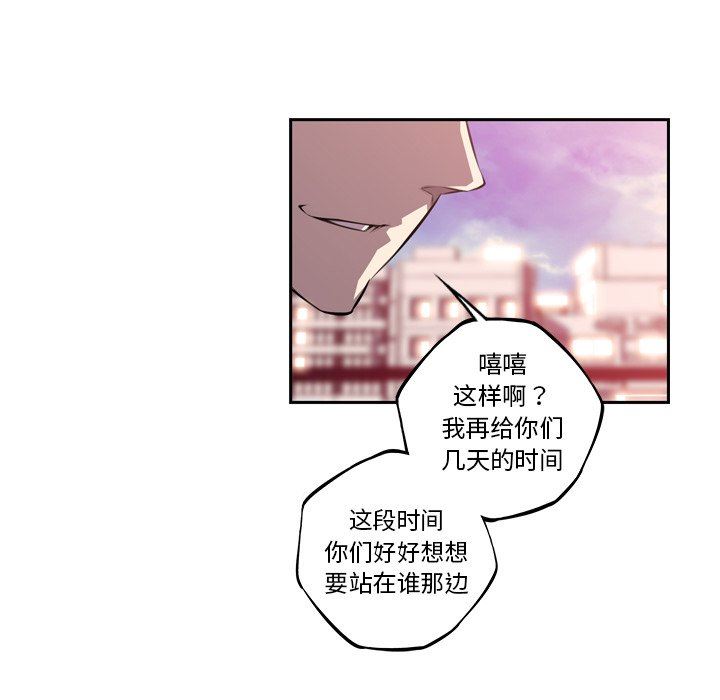 嘻嘻
这样啊？
我再给你们
几天的时间
这段时间
你们好好想想
要站在谁那边